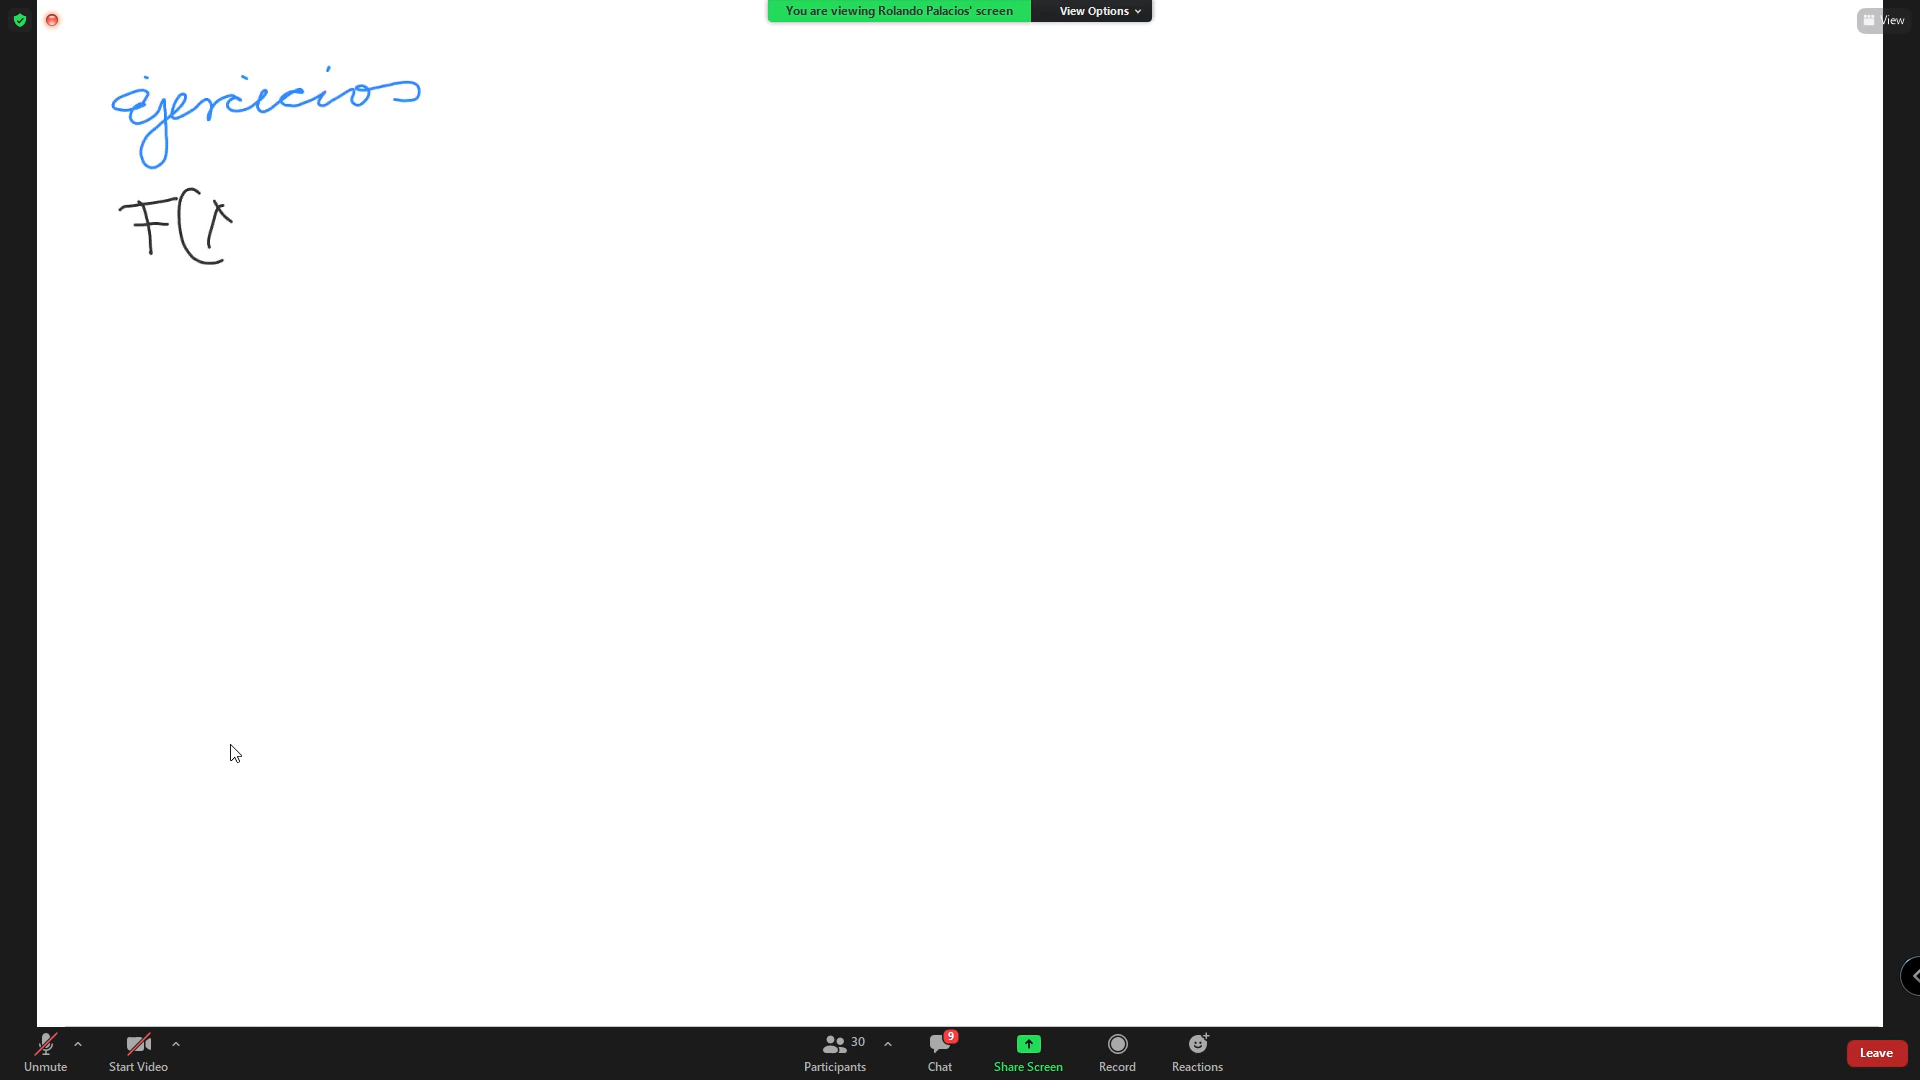 You are viewing Rolando Palacios' screen View Options
View
ejercicios
F(
Unmute
Start Video
30
Participants
9
Chat
Share Screen
Record
Reactions
Leave